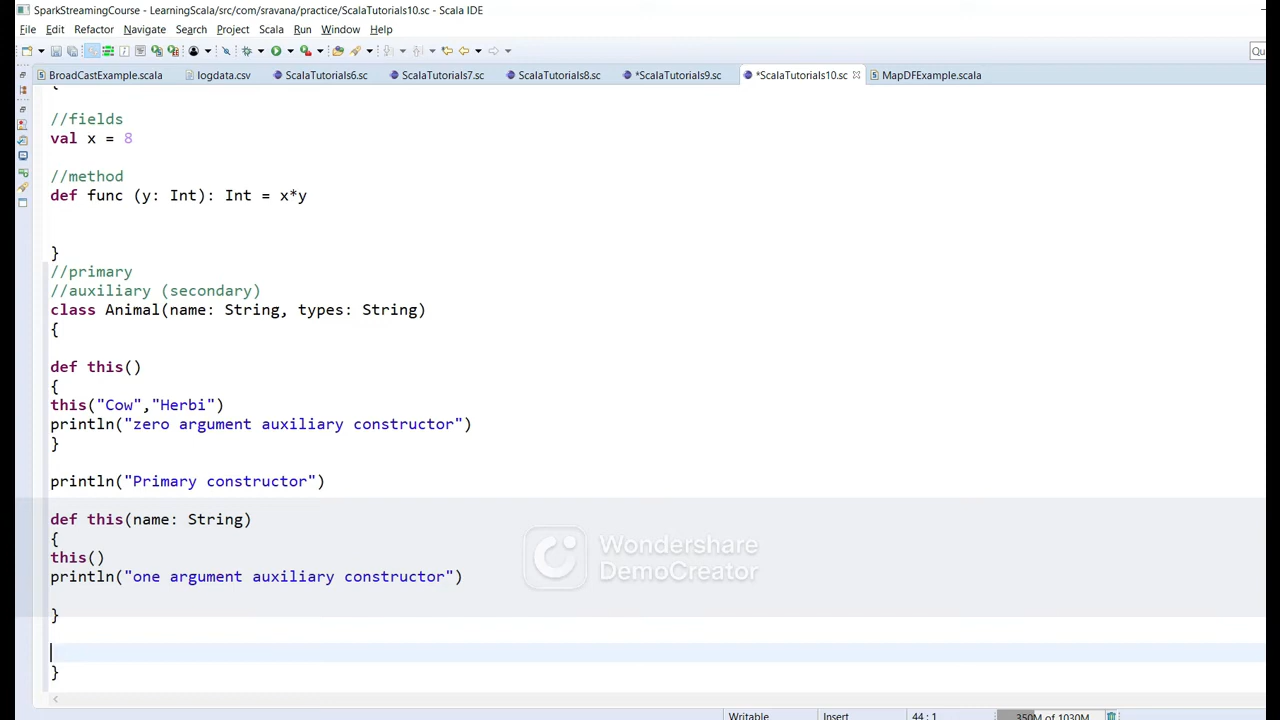 SparkStreamingCourse - LearningScala/src/com/sravana/practice/ScalaTutorials10.sc - Scala IDE
File Edit Refactor Navigate Search Project Scala Run Window Help
Qu
BroadCastExample.scala logdata.csv ScalaTutorials6.sc ScalaTutorials7.sc ScalaTutorials8.sc *ScalaTutorials9.sc *ScalaTutorials10.sc MapDFExample.scala
{
//fields
val x = 8
//method
def func (y: Int): Int = x*y
}
//primary
//auxiliary (secondary)
class Animal(name: String, types: String)
{
def this()
{
this("Cow","Herbi")
println("zero argument auxiliary constructor")
}
println("Primary constructor")
def this(name: String)
{
this()
println("one argument auxiliary constructor")
}
}
Wondershare
DemoCreator
Writable Insert 44 : 1 350M of 1030M